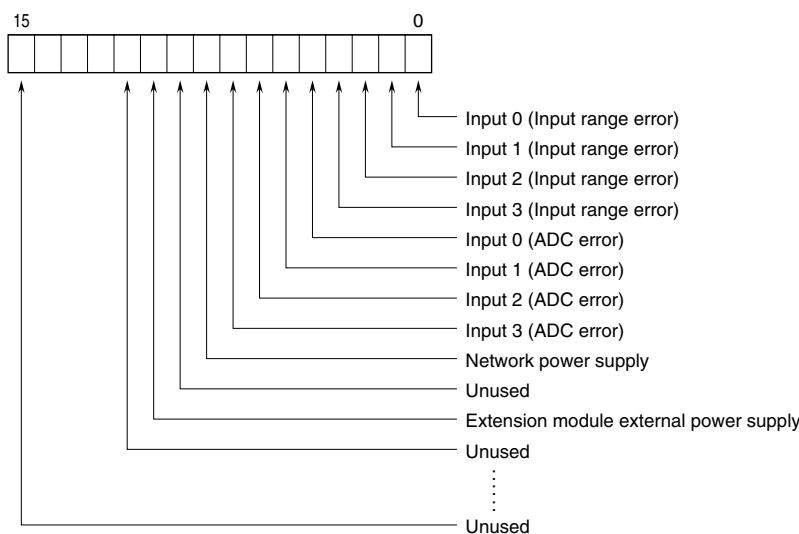 15 0
Input 0 (Input range error)
Input 1 (Input range error)
Input 2 (Input range error)
Input 3 (Input range error)
Input 0 (ADC error)
Input 1 (ADC error)
Input 2 (ADC error)
Input 3 (ADC error)
Network power supply
Unused
Extension module external power supply
Unused
Unused